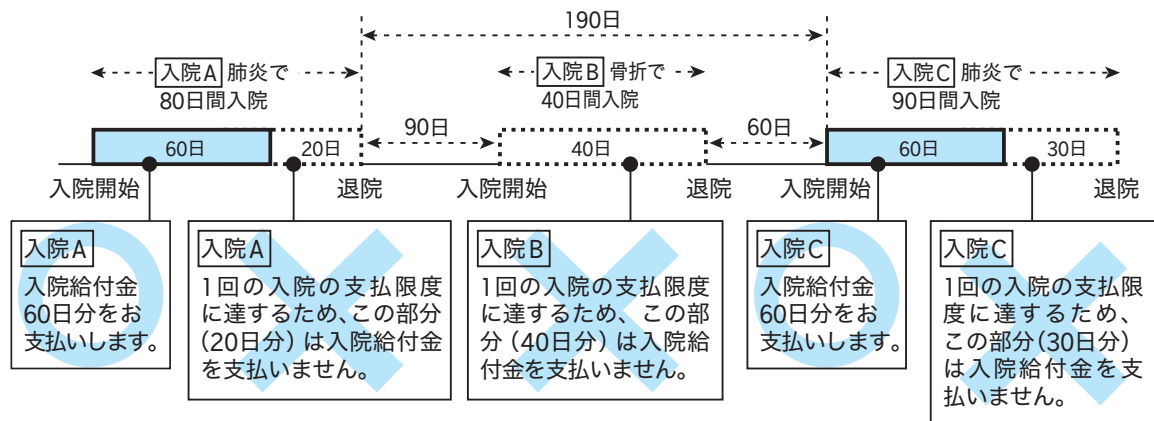 190日
入院A 肺炎で
80日間入院
入院B 骨折で
40日間入院
入院C 肺炎で
90日間入院
90日
60日
60日
20日
40日
60日
30日
入院開始
退院
入院開始
退院
入院開始
退院
入院A
入院給付金
60日分をお
支払いします。
入院A
1回の入院の支払限度
に達するため、この部分
(20日分)は入院給付金
を支払いません。
入院B
1回の入院の支払限度
に達するため、この部
分(40日分)は入院給
付金を支払いません。
入院C
入院給付金
60日分をお
支払いします。
入院C
1回の入院の支払限
度に達するため、
この部分(30日分)
は入院給付金を支
払いません。